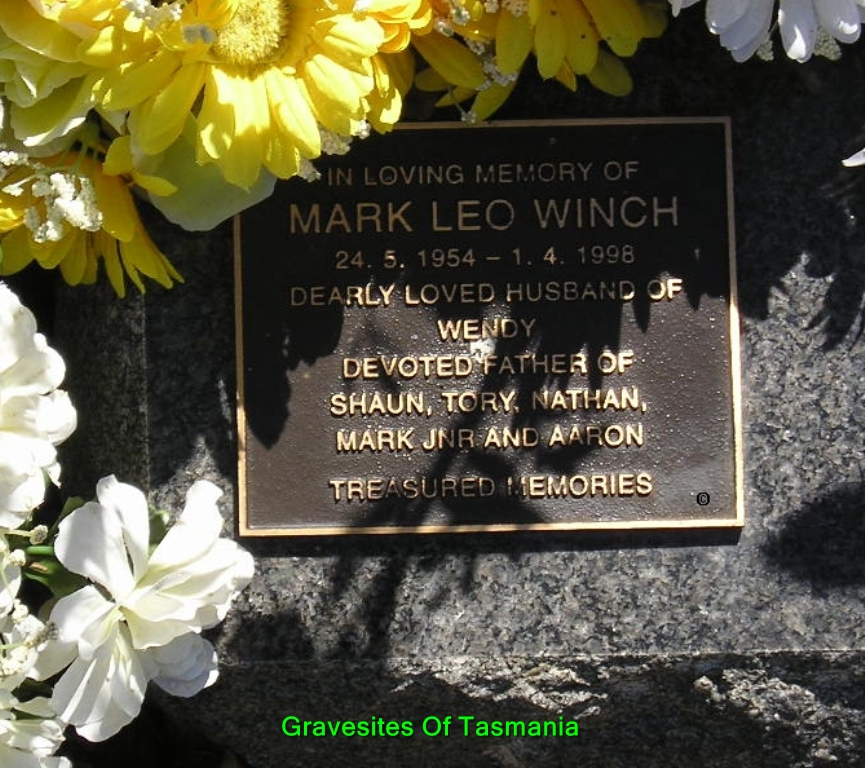 IN LOVING MEMORY OF
MARK LEO WINCH
24. 5. 1954 – 1. 4. 1998
DEARLY LOVED HUSBAND OF
WENDY
DEVOTED FATHER OF
SHAUN, TORY, NATHAN,
MARK JNR AND AARON
TREASURED MEMORIES
©
Gravesites Of Tasmania